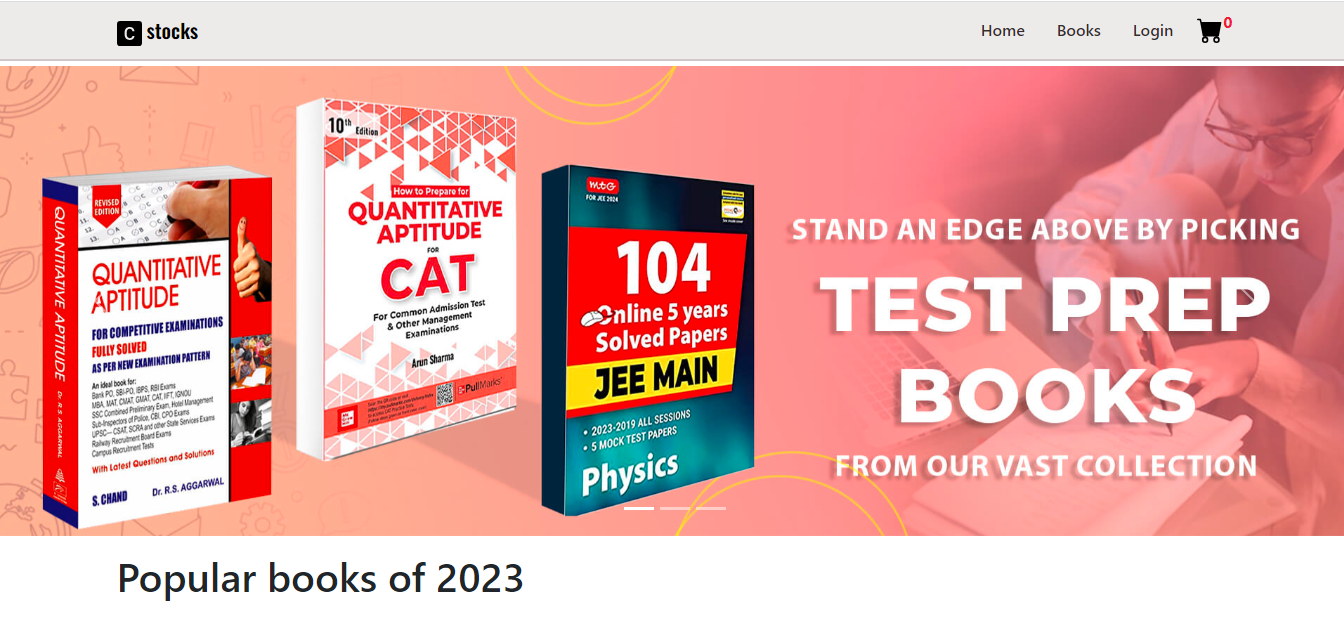 C stocks
Home Books Login 0
REVISED
EDITION
QUANTITATIVE APTITUDE Dr. R.S. AGGARWAL
QUANTITATIVE
APTITUDE
FOR COMPETITIVE EXAMINATIONS
FULLY SOLVED
AS PER NEW EXAMINATION PATTERN
An ideal book for:
Bank PO, SBI-PO, IBPS, RBI Exams
MBA, MAT, CMAT, GMAT, CAT, IIFT, IGNOU
SSC Combined Preliminary Exam, Hotel Management
Sub-Inspectors of Police, CBI, CPO Exams
UPSC— CSAT, SCRA and other State Services Exams
Railway Recruitment Board Exams
Campus Recruitment Tests
With Latest Questions and Solutions
S. CHAND Dr. R.S. AGGARWAL
10th Edition
How to Prepare for
QUANTITATIVE
APTITUDE
FOR
CAT
For Common Admission Test
& Other Management
Examinations
Arun Sharma
PullMarks
MTG
FOR JEE 2024
104
Online 5 years
Solved Papers
JEE MAIN
• 2023-2019 ALL SESSIONS
• 5 MOCK TEST PAPERS
Physics
STAND AN EDGE ABOVE BY PICKING
TEST PREP
BOOKS
FROM OUR VAST COLLECTION
Popular books of 2023